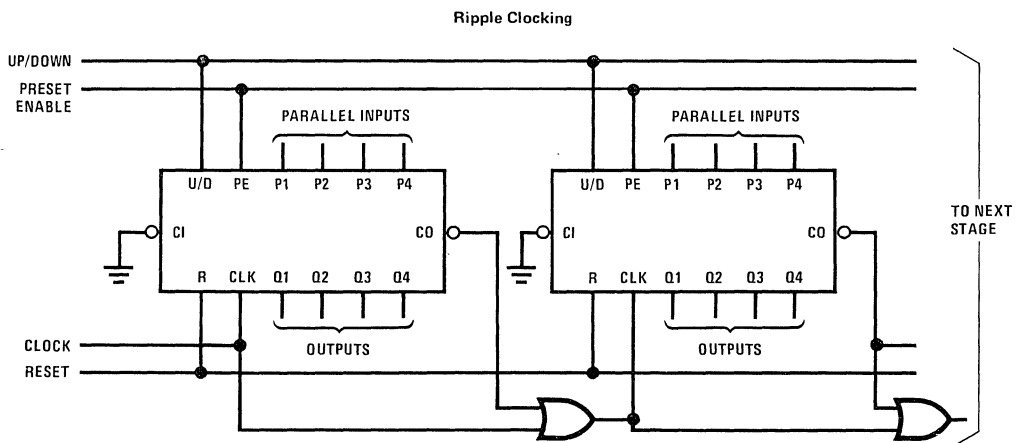 Ripple Clocking
UP/DOWN
PRESET
ENABLE
PARALLEL INPUTS
PARALLEL INPUTS
U/D PE P1 P2 P3 P4
U/D PE P1 P2 P3 P4
CI CO
CI CO
TO NEXT
STAGE
R CLK Q1 Q2 Q3 Q4
R CLK Q1 Q2 Q3 Q4
CLOCK
OUTPUTS
OUTPUTS
RESET